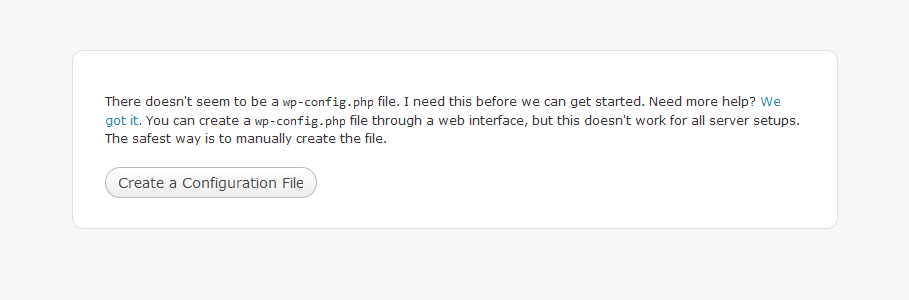 There doesn't seem to be a wp-config.php file. I need this before we can get started. Need more help? We
got it. You can create a wp-config.php file through a web interface, but this doesn't work for all server setups.
The safest way is to manually create the file.
Create a Configuration File